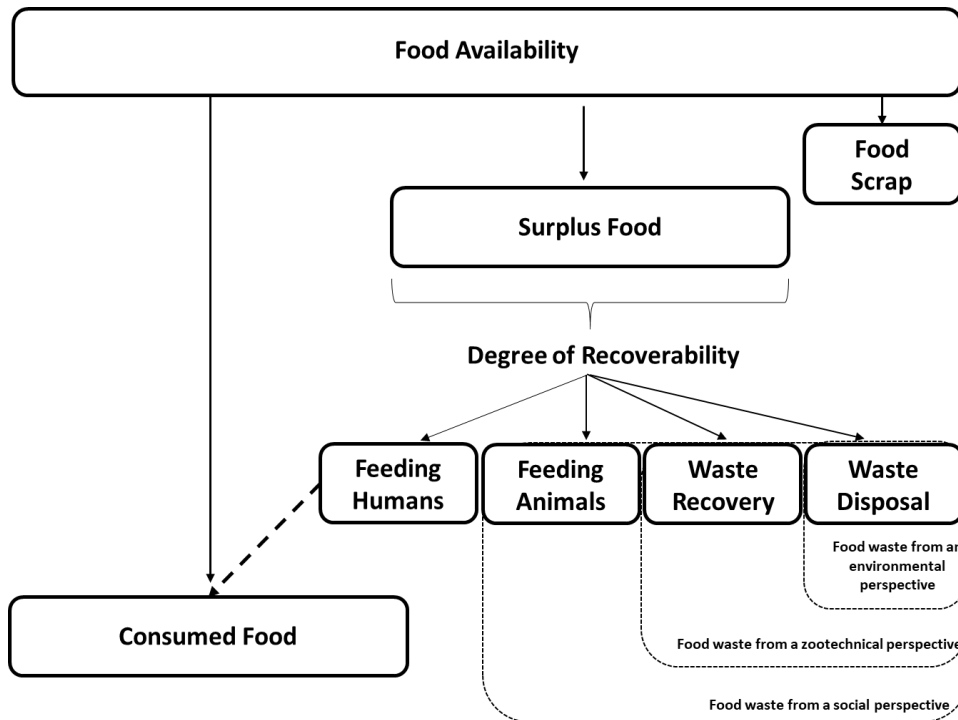 Food Availability
Food
Scrap
Surplus Food
Degree of Recoverability
Feeding
Humans
Feeding
Animals
Waste
Recovery
Waste
Disposal
Food waste from an
environmental
perspective
Consumed Food
Food waste from a zootechnical perspective
Food waste from a social perspective